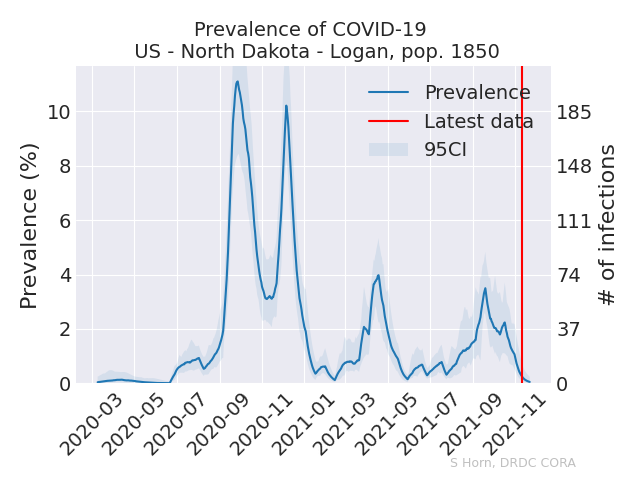 Prevalence of COVID-19
US - North Dakota - Logan, pop. 1850
Prevalence (%)
10
8
6
4
2
0
Prevalence
Latest data
95CI
185
148
111
74
37
0
# of infections
2020-03
2020-05
2020-07
2020-09
2020-11
2021-01
2021-03
2021-05
2021-07
2021-09
2021-11
S Horn, DRDC CORA